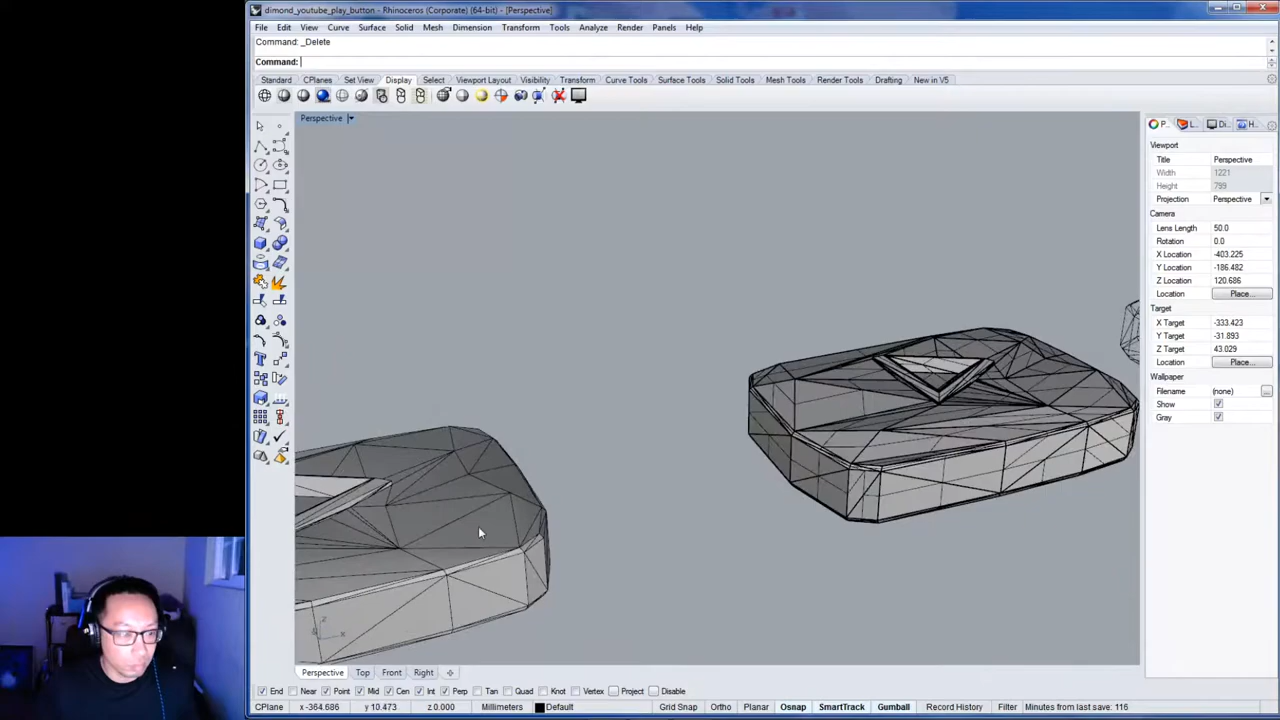 dimond_youtube_play_button - Rhinoceros (Corporate) (64-bit) - [Perspective]
File Edit View Curve Surface Solid Mesh Dimension Transform Tools Analyze Render Panels Help
Command: _Delete
Command:
Standard CPlanes Set View Display Select Viewport Layout Visibility Transform Curve Tools Surface Tools Solid Tools Mesh Tools Render Tools Drafting New in V5
Perspective
P... L... Di... H...
Viewport
Title Perspective
Width 1221
Height 799
Projection Perspective
Camera
Lens Length 50.0
Rotation 0.0
X Location -403.225
Y Location -186.482
Z Location 120.686
Location Place...
Target
X Target -333.423
Y Target -31.893
Z Target 43.029
Location Place...
Wallpaper
Filename (none) ...
Show
Gray
z
x
Perspective Top Front Right
End Near Point Mid Cen Int Perp Tan Quad Knot Vertex Project Disable
CPlane x -364.686 y 10.473 z 0.000 Millimeters Default Grid Snap Ortho Planar Osnap SmartTrack Gumball Record History Filter Minutes from last save: 116